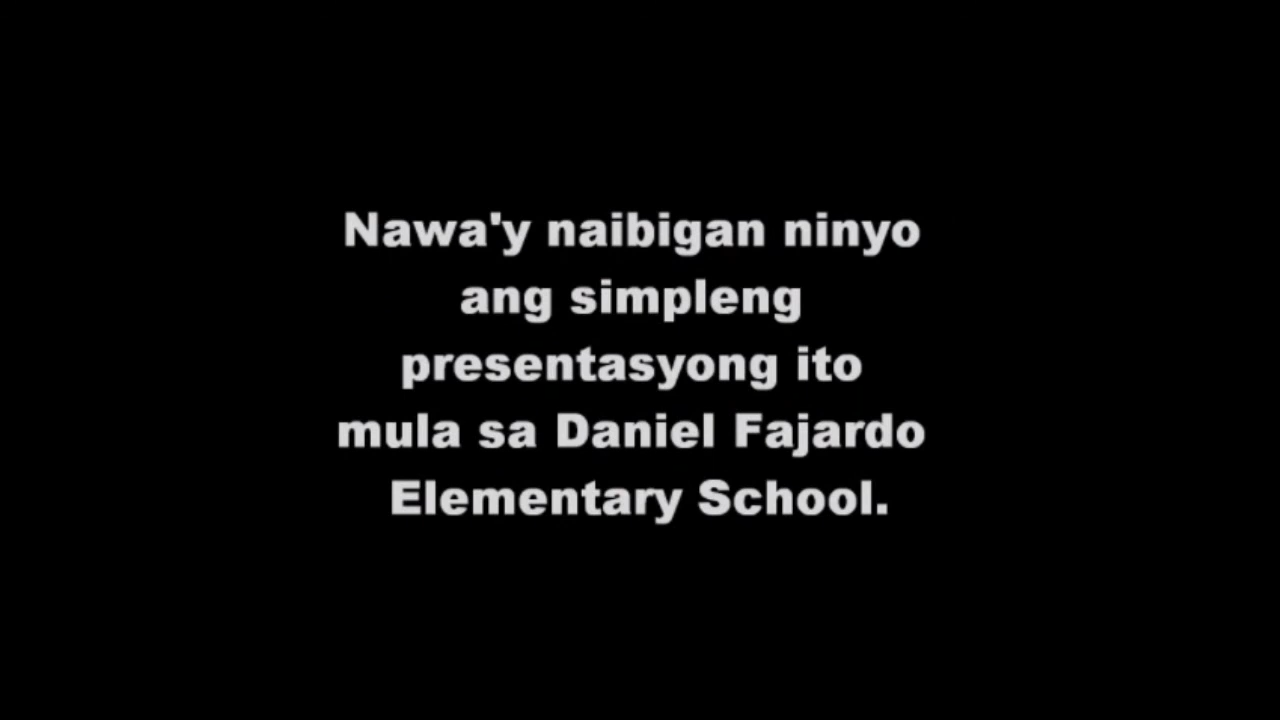 Nawa'y naibigan ninyo
ang simpleng
presentasyong ito
mula sa Daniel Fajardo
Elementary School.